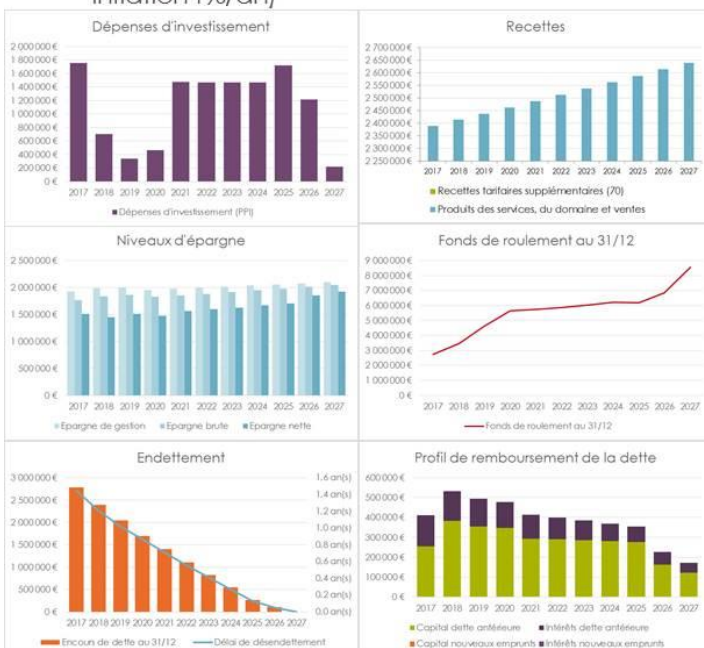 Dépenses d'investissement
2 000 000 €
1 800 000 €
1 600 000 €
1 400 000 €
1 200 000 €
1 000 000 €
800 000 €
600 000 €
400 000 €
200 000 €
0 €
2017 2018 2019 2020 2021 2022 2023 2024 2025 2026 2027
Dépenses d'investissement (PPI)
Recettes
2 700 000 €
2 650 000 €
2 600 000 €
2 550 000 €
2 500 000 €
2 450 000 €
2 400 000 €
2 350 000 €
2 300 000 €
2 250 000 €
2017 2018 2019 2020 2021 2022 2023 2024 2025 2026 2027
Recettes tarifaires supplémentaires (70)
Produits des services, du domaine et ventes
Niveaux d'épargne
2 500 000 €
2 000 000 €
1 500 000 €
1 000 000 €
500 000 €
0 €
2017 2018 2019 2020 2021 2022 2023 2024 2025 2026 2027
Epargne de gestion Epargne brute Epargne nette
Fonds de roulement au 31/12
9 000 000 €
8 000 000 €
7 000 000 €
6 000 000 €
5 000 000 €
4 000 000 €
3 000 000 €
2 000 000 €
1 000 000 €
0 €
2017 2018 2019 2020 2021 2022 2023 2024 2025 2026 2027
Fonds de roulement au 31/12
Endettement
3 000 000 €
2 500 000 €
2 000 000 €
1 500 000 €
1 000 000 €
500 000 €
0 €
1,6 an(s)
1,4 an(s)
1,2 an(s)
1,0 an(s)
0,8 an(s)
0,6 an(s)
0,4 an(s)
0,2 an(s)
0,0 an(s)
2017 2018 2019 2020 2021 2022 2023 2024 2025 2026 2027
Encours de dette au 31/12 Délai de désendettement
Profil de remboursement de la dette
600 000 €
500 000 €
400 000 €
300 000 €
200 000 €
100 000 €
0 €
2017 2018 2019 2020 2021 2022 2023 2024 2025 2026 2027
Capital dette antérieure Intérêts dette antérieure
Capital nouveaux emprunts Intérêts nouveaux emprunts